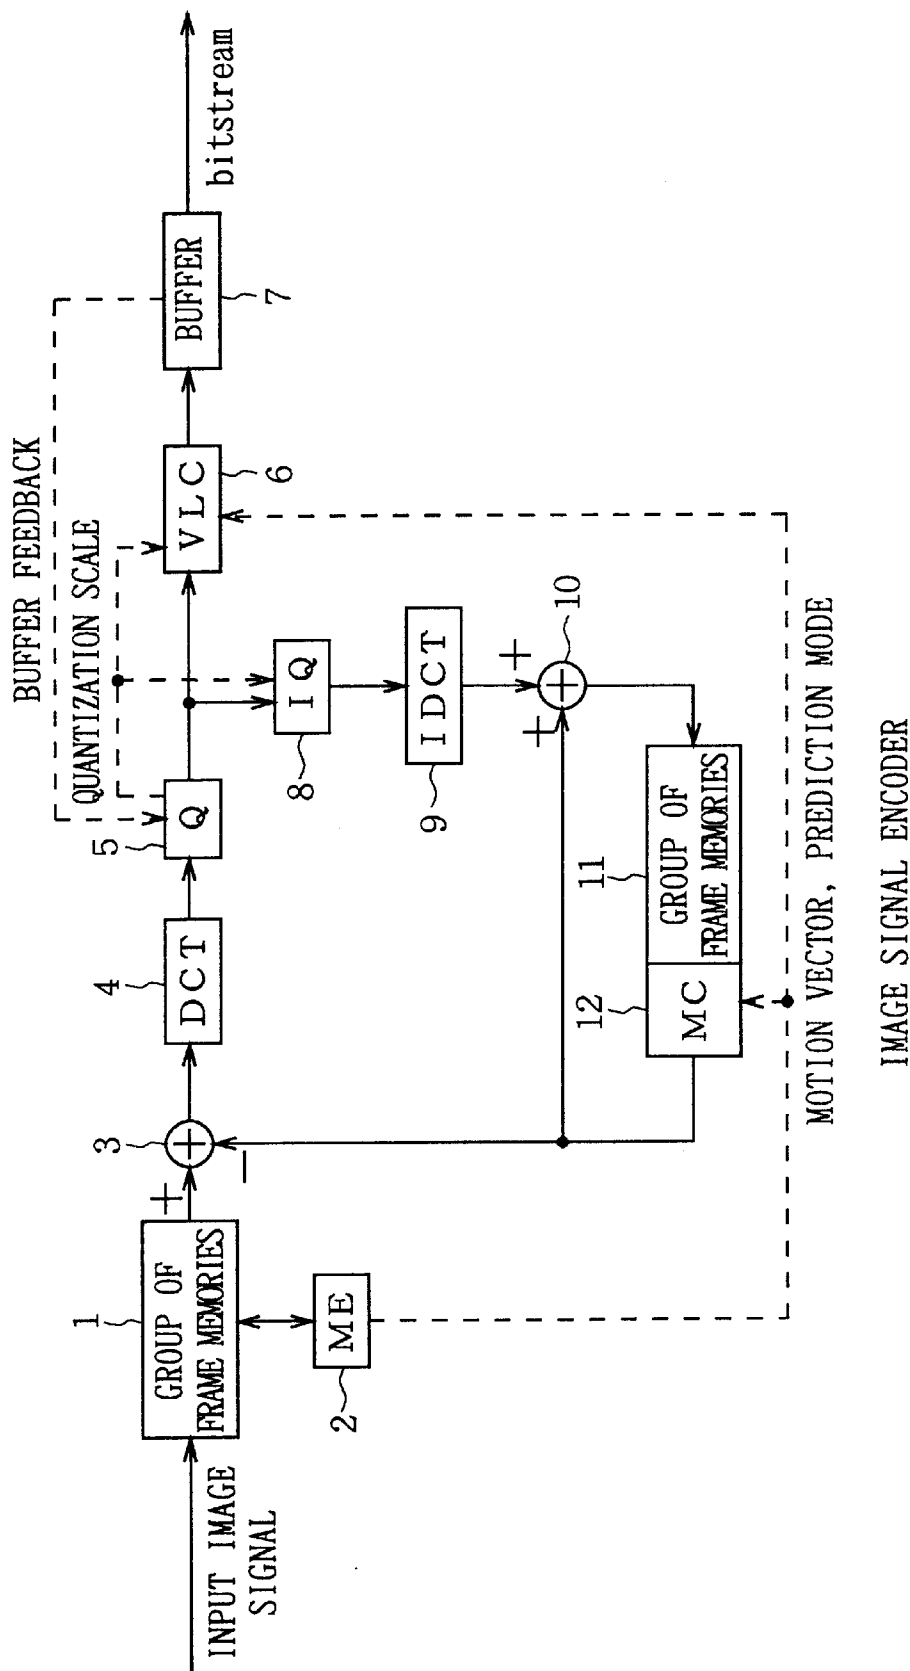 BUFFER FEEDBACK
QUANTIZATION SCALE
INPUT IMAGE
SIGNAL
1
GROUP OF
FRAME MEMORIES
2
ME
+
−
3
+
4
DCT
5
Q
6
VLC
7
BUFFER
bitstream
8
IQ
9
IDCT
+
+
10
+
11
GROUP OF
FRAME MEMORIES
12
MC
MOTION VECTOR, PREDICTION MODE
IMAGE SIGNAL ENCODER